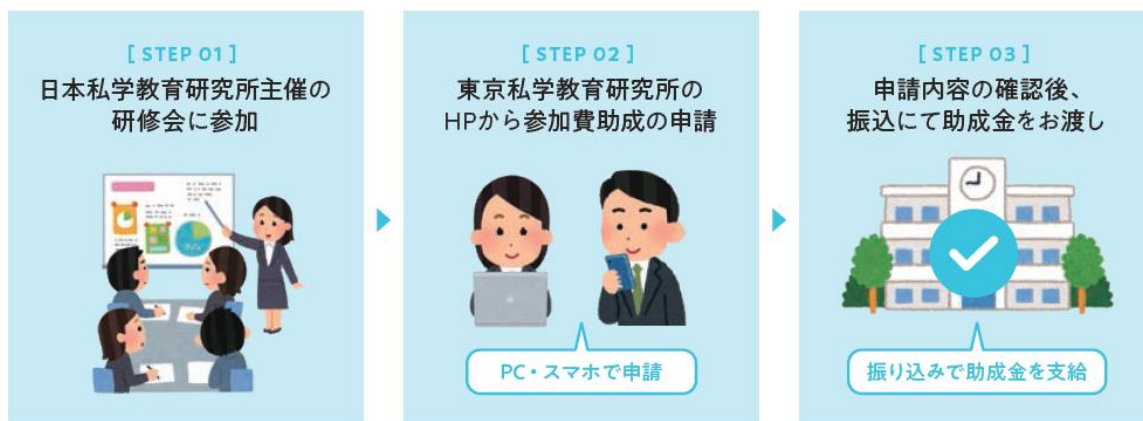 [ STEP 01 ]
日本私学教育研究所主催の
研修会に参加
[ STEP 02 ]
東京私学教育研究所の
HPから参加費助成の申請
PC・スマホで申請
[ STEP 03 ]
申請内容の確認後、
振込にて助成金をお渡し
振り込みで助成金を支給